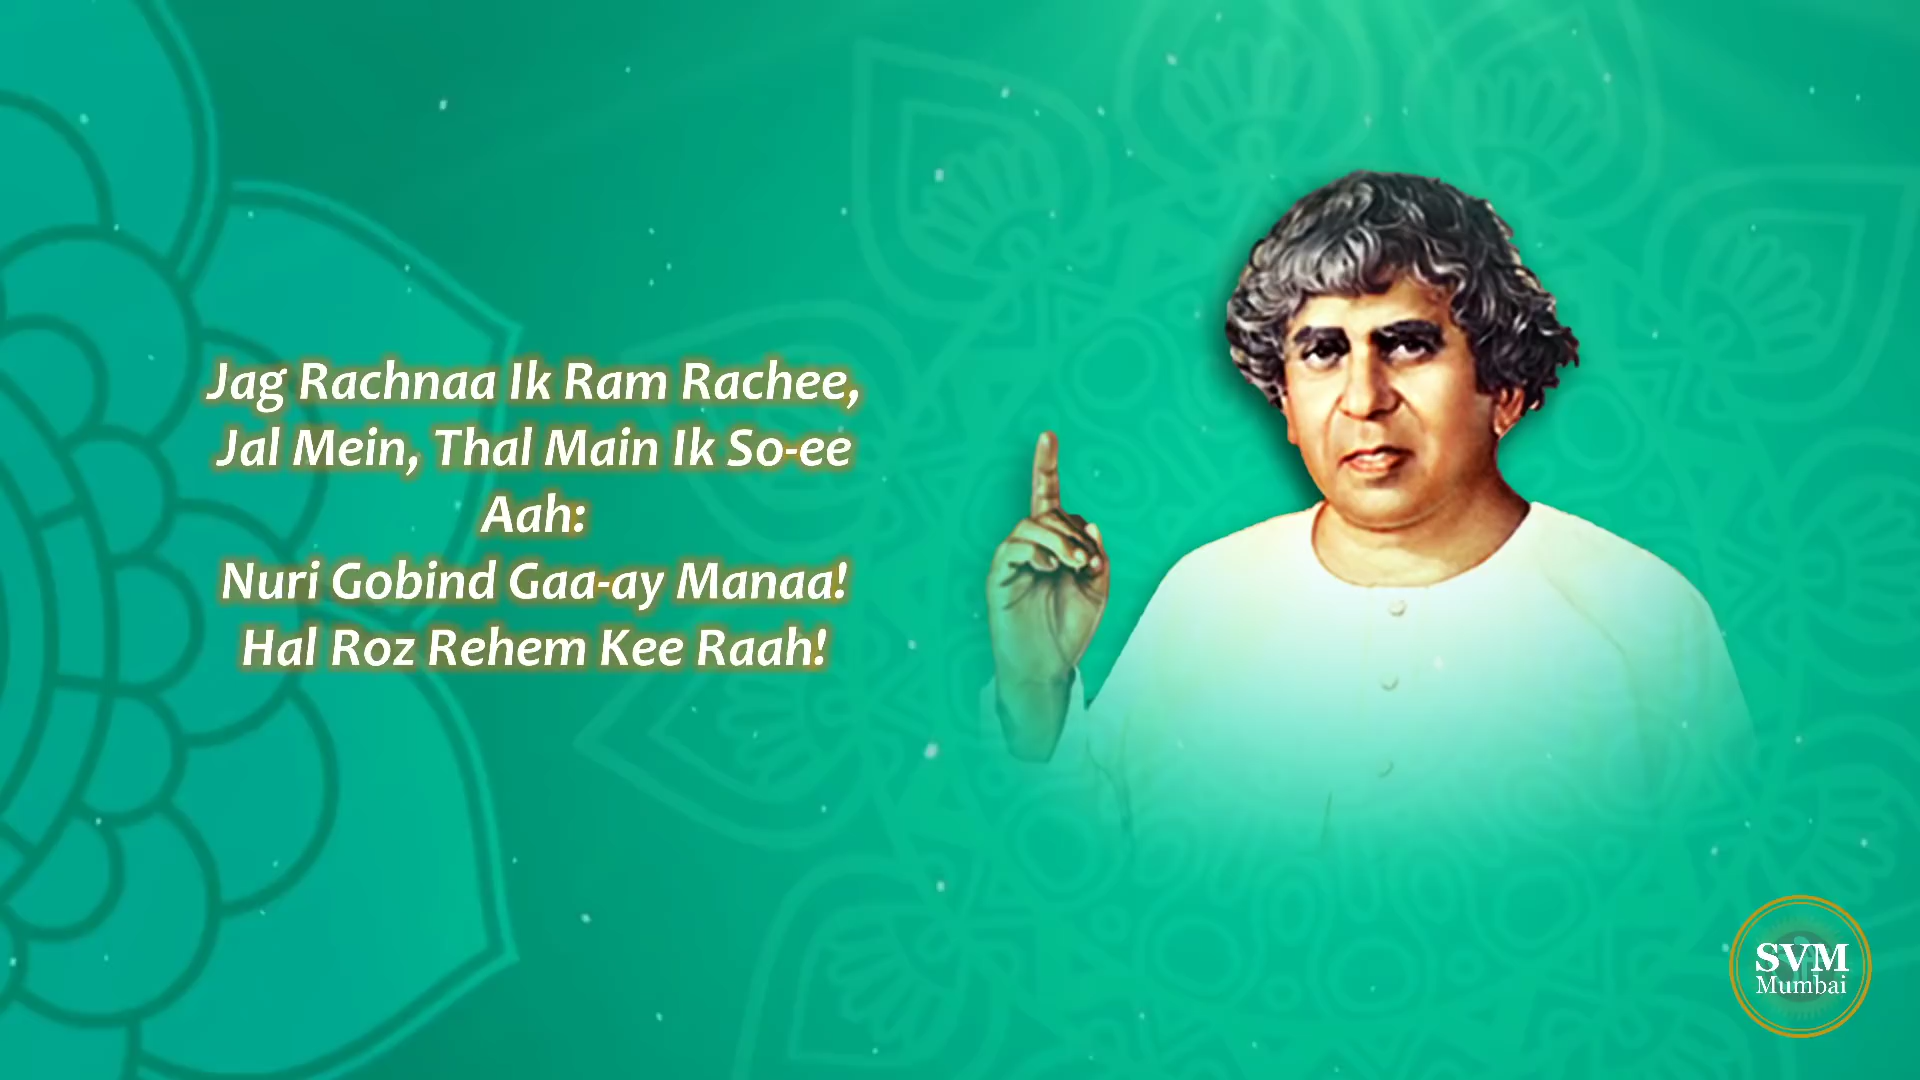 Jag Rachnaa Ik Ram Rachee,
Jal Mein, Thal Main Ik So-ee
Aah:
Nuri Gobind Gaa-ay Manaa!
Hal Roz Rehem Kee Raah!
SVM
Mumbai